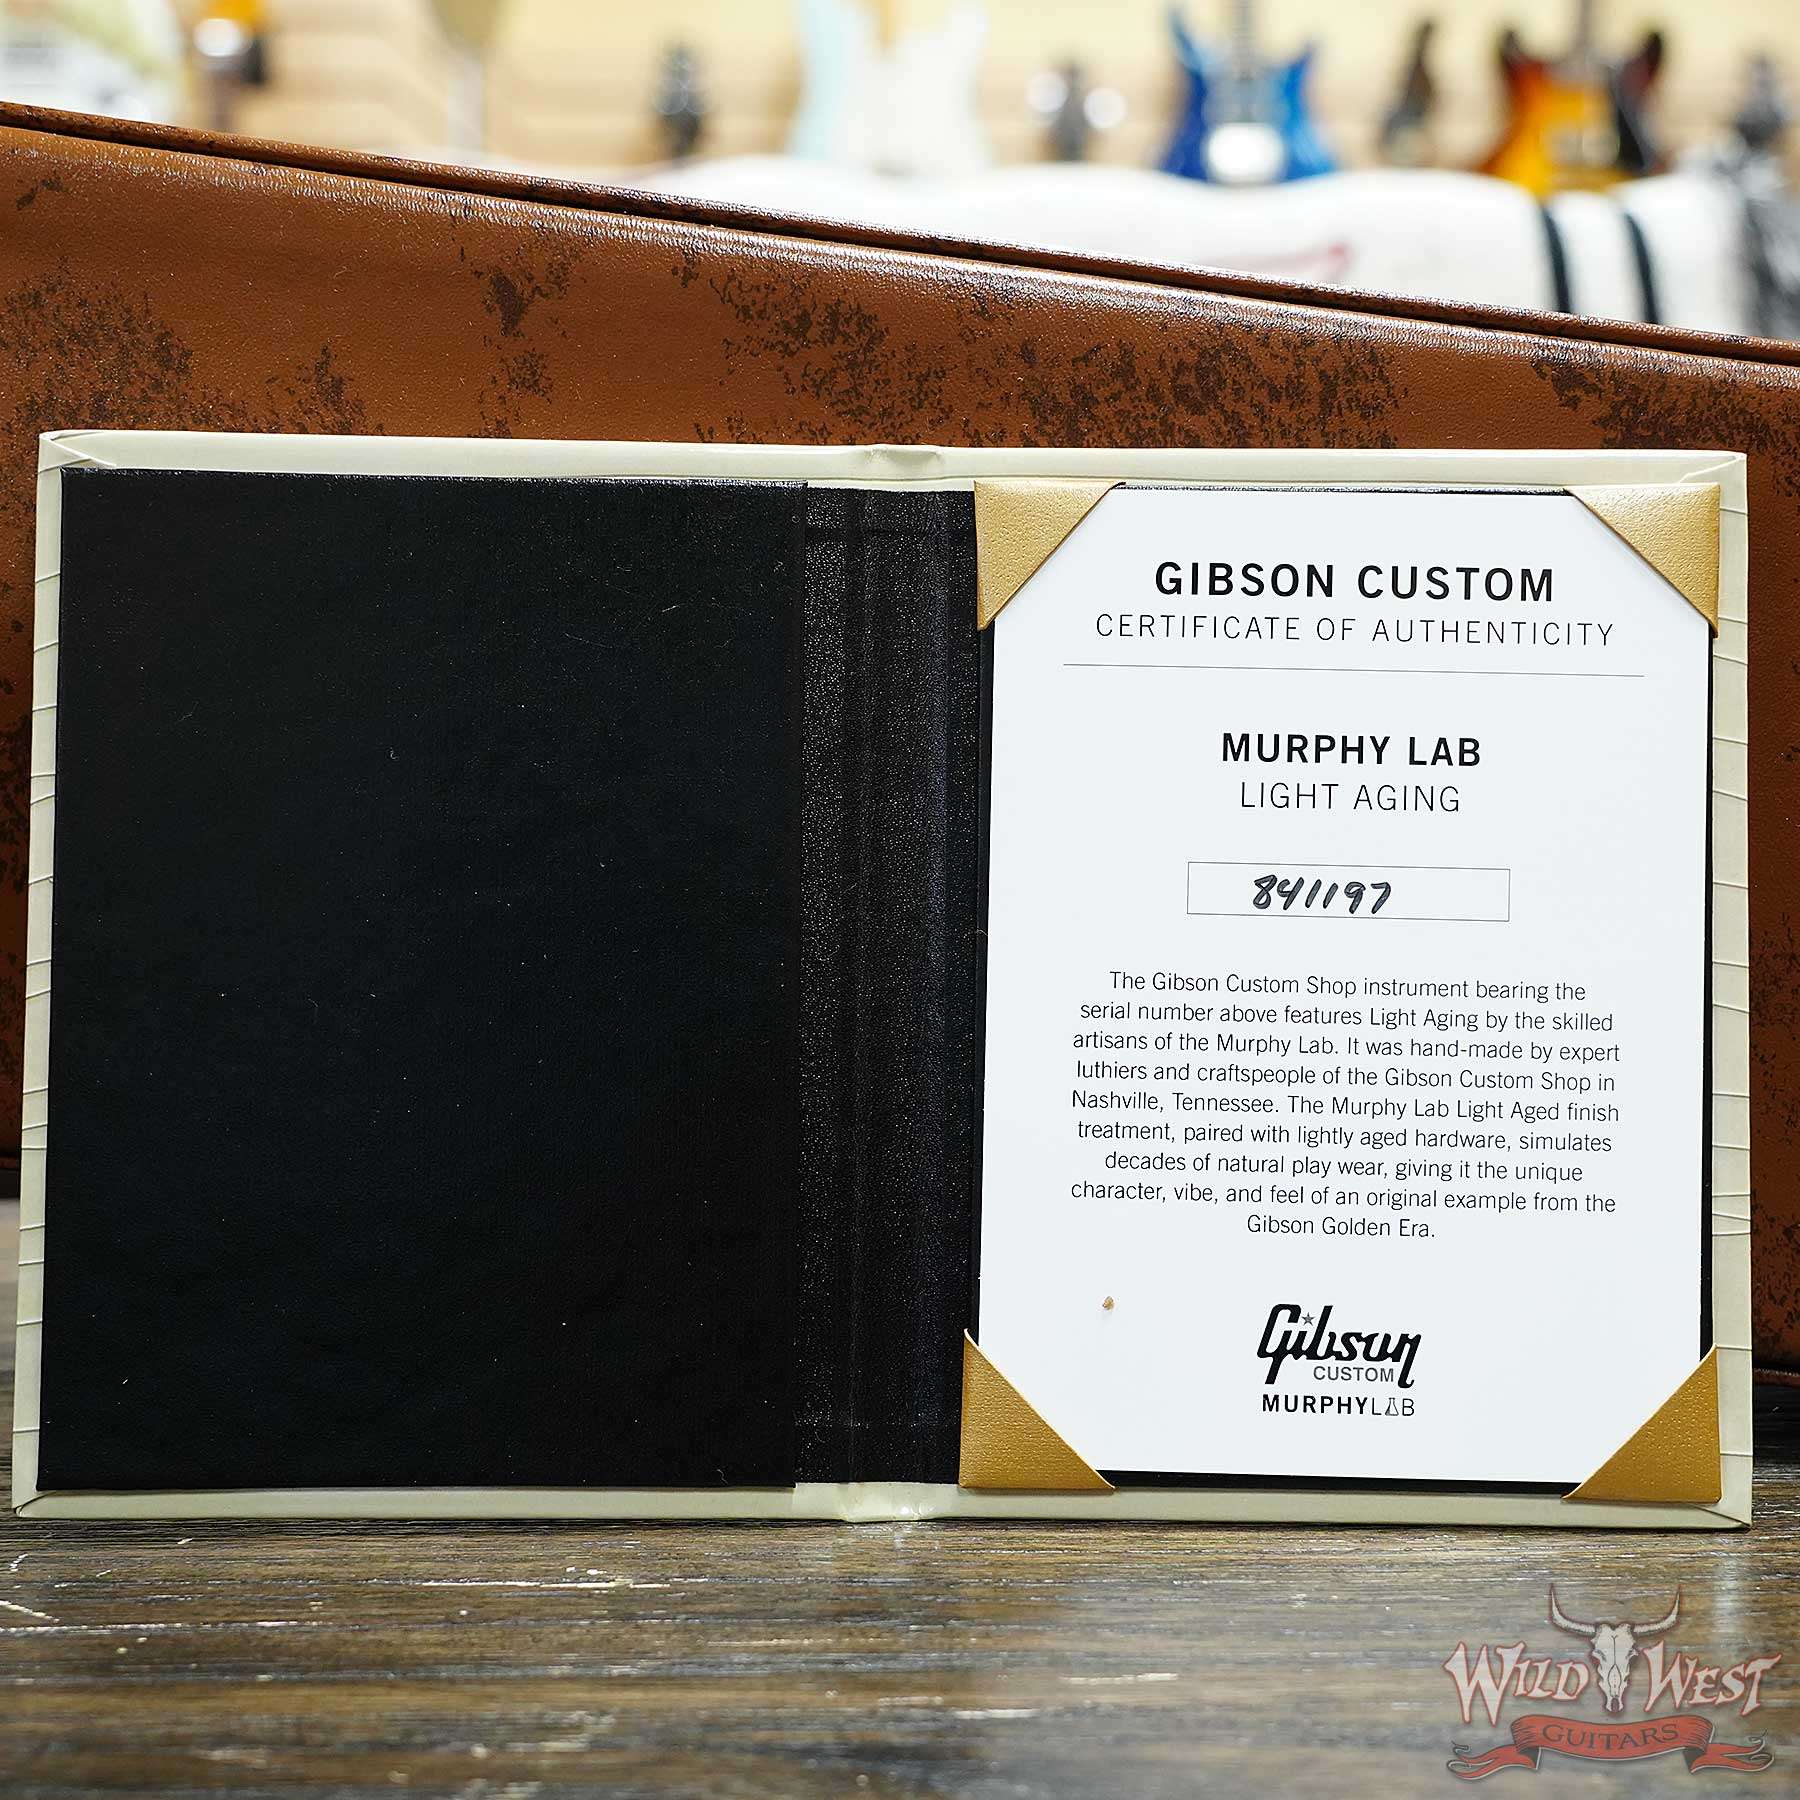 GIBSON CUSTOM
CERTIFICATE OF AUTHENTICITY
MURPHY LAB
LIGHT AGING
841197
The Gibson Custom Shop instrument bearing the
serial number above features Light Aging by the skilled
artisans of the Murphy Lab. It was hand-made by expert
luthiers and craftspeople of the Gibson Custom Shop in
Nashville, Tennessee. The Murphy Lab Light Aged finish
treatment, paired with lightly aged hardware, simulates
decades of natural play wear, giving it the unique
character, vibe, and feel of an original example from the
Gibson Golden Era.
Gibson
CUSTOM
MURPHYLAB
WILD WEST
GUITARS